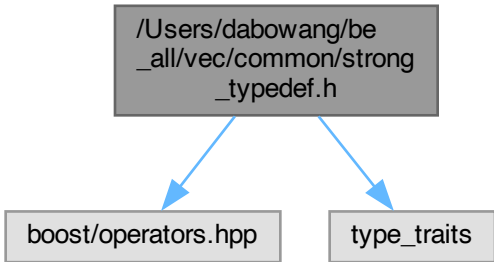 /Users/dabowang/be
_all/vec/common/strong
_typedef.h
boost/operators.hpp
type_traits